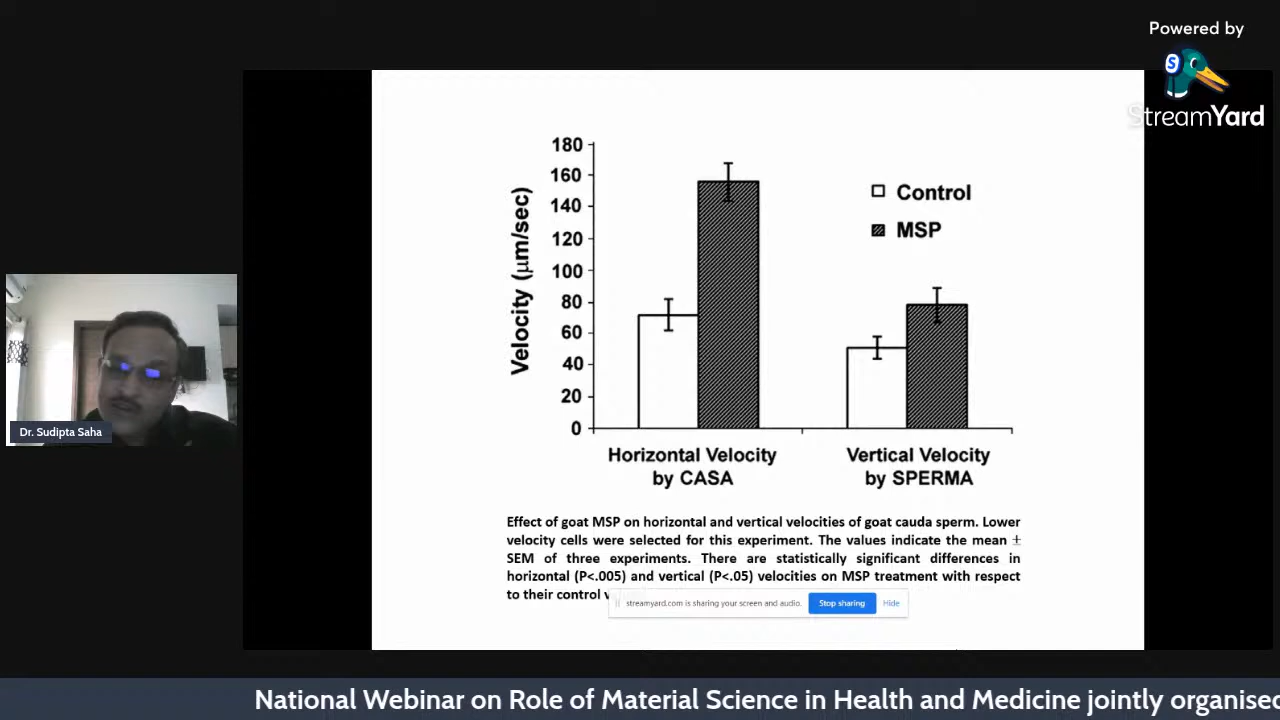 Powered by
StreamYard
180
160
140
120
100
80
60
40
20
0
Velocity (μm/sec)
Control
MSP
Horizontal Velocity
by CASA
Vertical Velocity
by SPERMA
Effect of goat MSP on horizontal and vertical velocities of goat cauda sperm. Lower
velocity cells were selected for this experiment. The values indicate the mean ±
SEM of three experiments. There are statistically significant differences in
horizontal (P<.005) and vertical (P<.05) velocities on MSP treatment with respect
to their control
streamyard.com is sharing your screen and audio.
Stop sharing
Hide
Dr. Sudipta Saha
National Webinar on Role of Material Science in Health and Medicine jointly organised